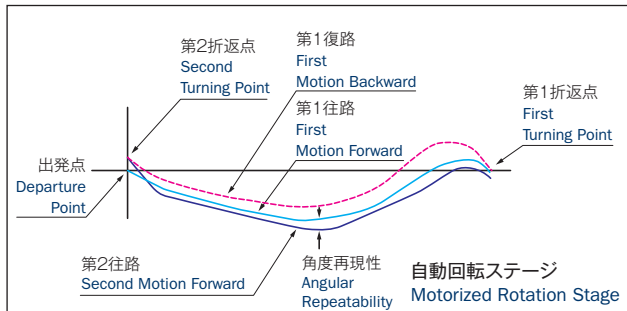 第2折返点
Second
Turning Point
第1復路
First
Motion Backward
第1往路
First
Motion Forward
第1折返点
First
Turning Point
出発点
Departure
Point
第2往路
Second Motion Forward
角度再現性
Angular
Repeatability
自動回転ステージ
Motorized Rotation Stage